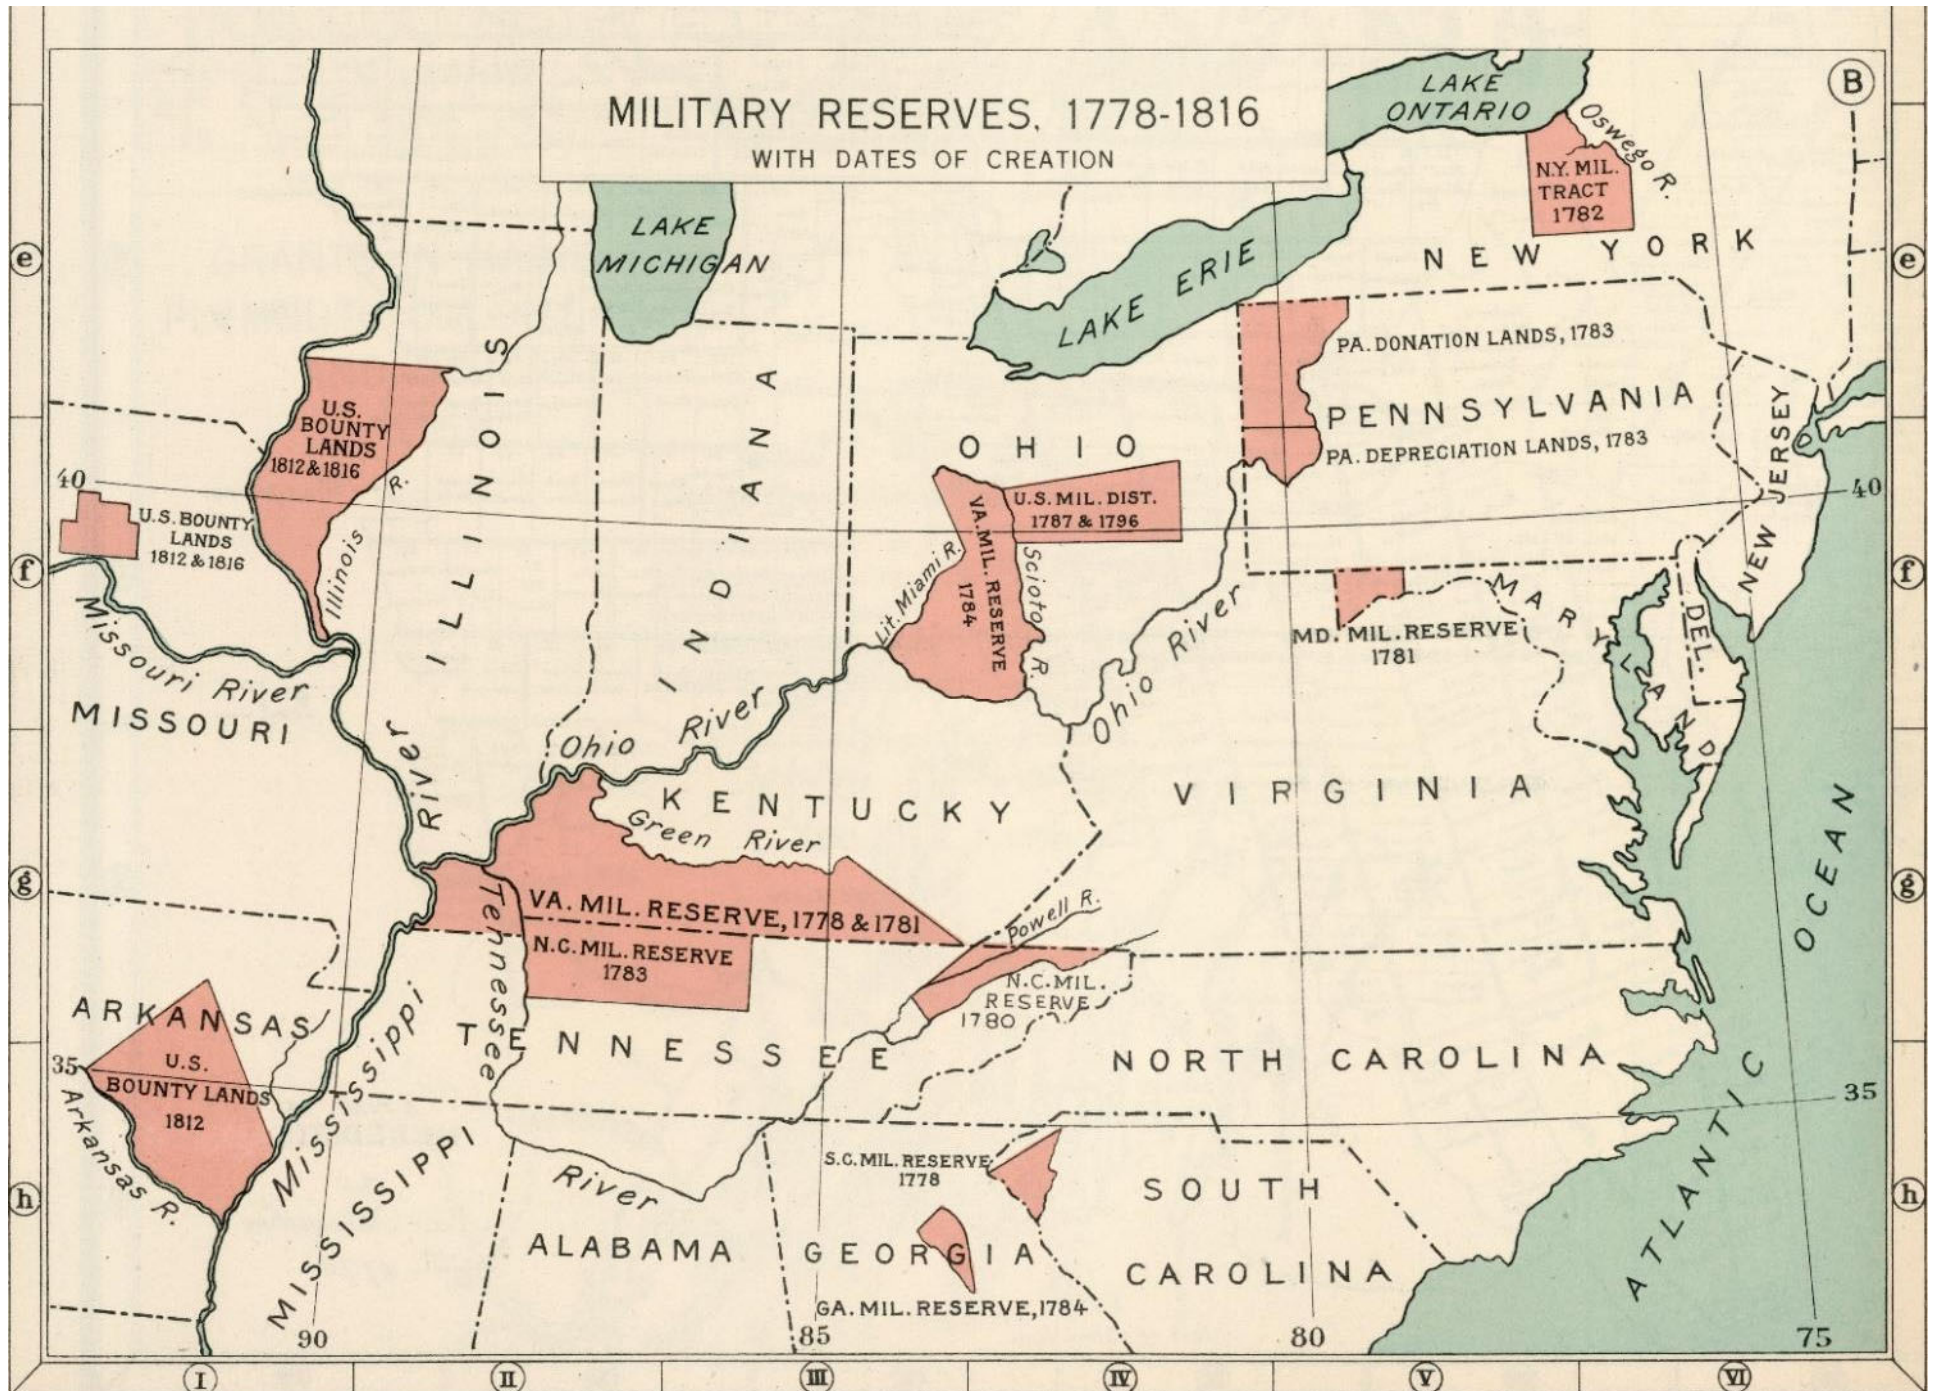 MILITARY RESERVES, 1778-1816
WITH DATES OF CREATION
B
LAKE
ONTARIO
Oswego R.
N.Y. MIL.
TRACT
1782
NEW YORK
LAKE
MICHIGAN
LAKE ERIE
e
e
PA. DONATION LANDS, 1783
PENNSYLVANIA
PA. DEPRECIATION LANDS, 1783
NEW JERSEY
U.S.
BOUNTY
LANDS
1812 & 1816
R.
Illinois
ILLINOIS
INDIANA
OHIO
40
40
U.S. BOUNTY
LANDS
1812 & 1816
U.S. MIL. DIST.
1787 & 1796
VA. MIL. RESERVE
1784
Lit. Miami R.
Scioto R.
f
f
Missouri River
MISSOURI
MD. MIL. RESERVE
1781
MARYLAND
DEL.
Ohio River
Ohio River
River
KENTUCKY
Green River
VIRGINIA
g
g
VA. MIL. RESERVE, 1778 & 1781
Powell R.
N.C. MIL. RESERVE
1783
N.C. MIL.
RESERVE
1780
Tennessee
TENNESSEE
NORTH CAROLINA
ARKANSAS
35
35
U.S.
BOUNTY LANDS
1812
Arkansas R.
Mississippi
MISSISSIPPI
River
S.C. MIL. RESERVE
1778
SOUTH
CAROLINA
h
h
ALABAMA
GEORGIA
GA. MIL. RESERVE, 1784
ATLANTIC
OCEAN
90
85
80
75
I
II
III
IV
V
VI